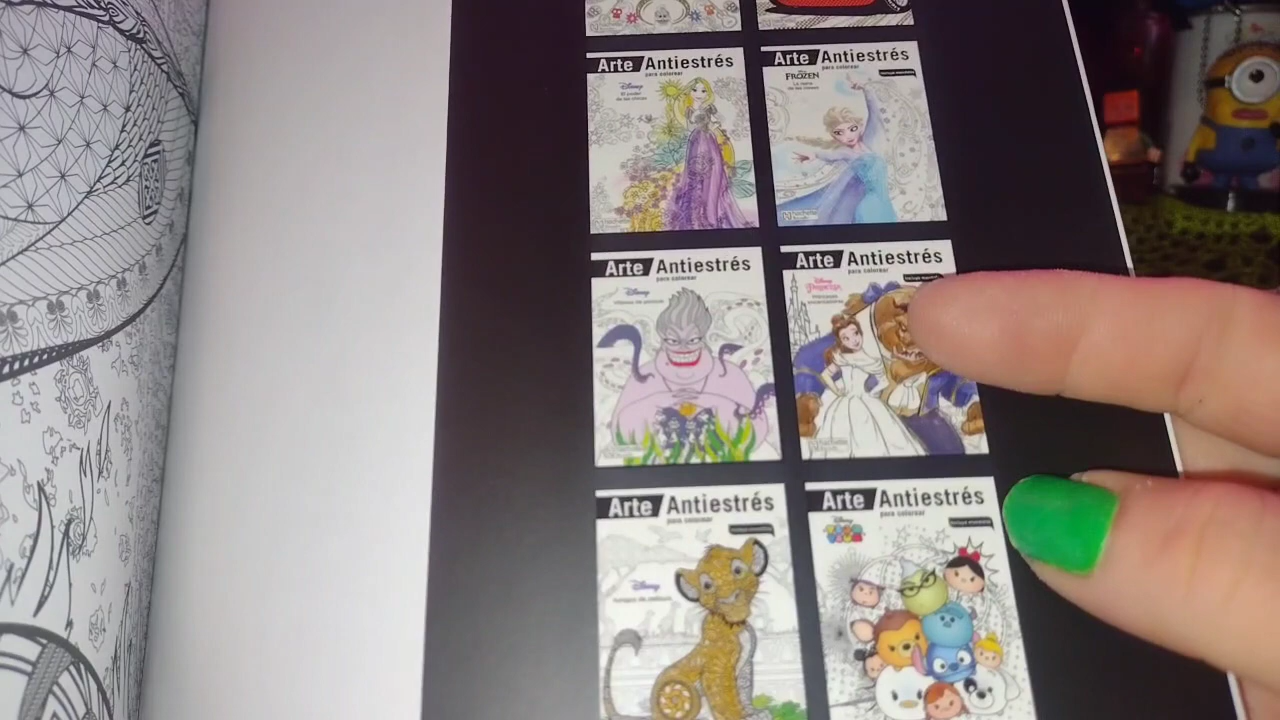 Arte Antiestrés
para colorear
Disney
El poder
de las chicas
Arte Antiestrés
para colorear
Disney
FROZEN
La reina
de las nieves
Arte Antiestrés
para colorear
Disney
Villanos de película
Arte Antiestrés
para colorear
Disney
Princesa
Arte Antiestrés
para colorear
Disney
Arte Antiestrés
para colorear
Disney
TSUM
TSUM